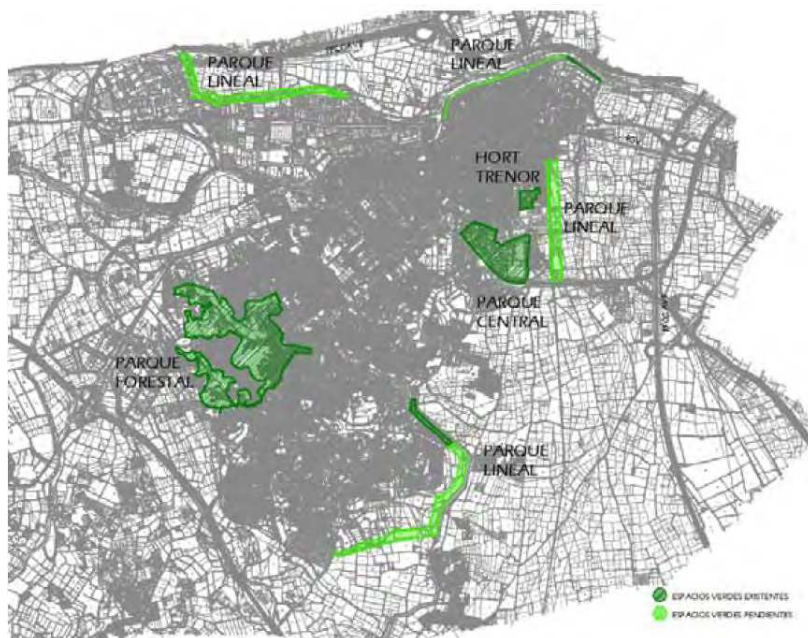 PARQUE
LINEAL
PARQUE
LINEAL
HORT
TRENOR
PARQUE
LINEAL
PARQUE
CENTRAL
PARQUE
FORESTAL
PARQUE
LINEAL
ESPACIOS VERDES EXISTENTES
ESPACIOS VERDES PENDIENTES